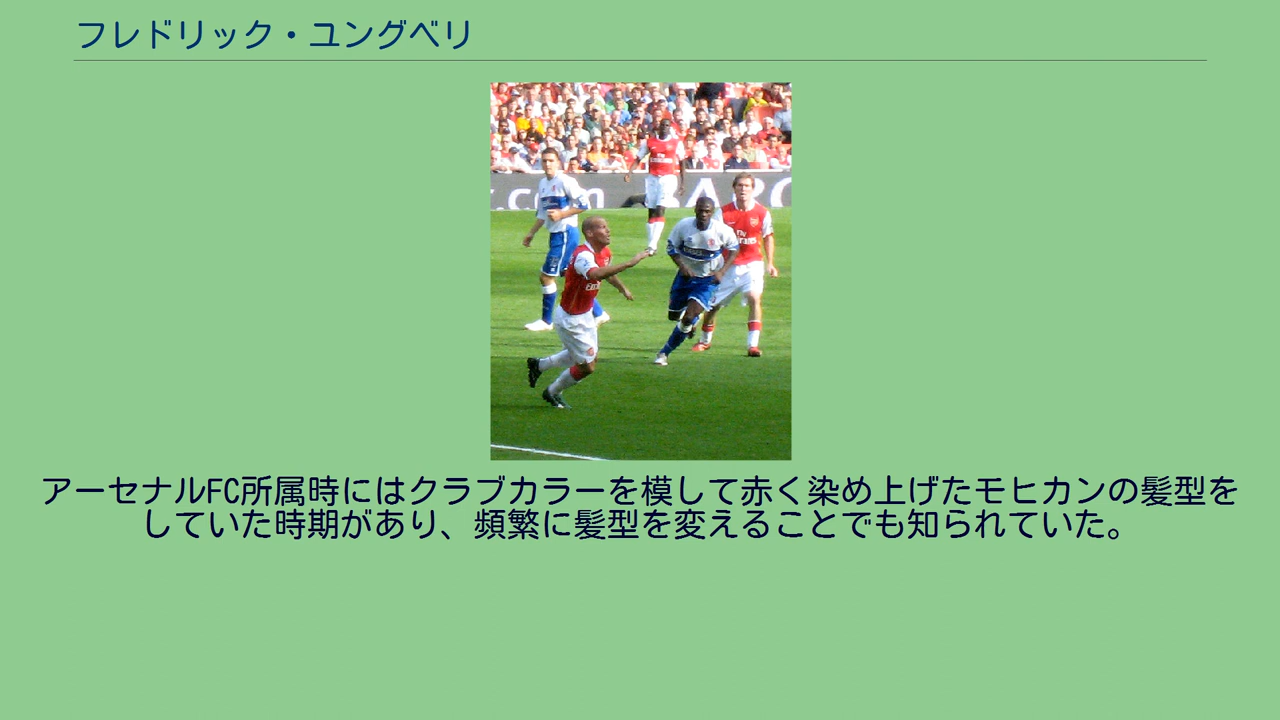 フレドリック・ユングベリ
アーセナルFC所属時にはクラブカラーを模して赤く染め上げたモヒカンの髪型を
していた時期があり、頻繁に髪型を変えることでも知られていた。